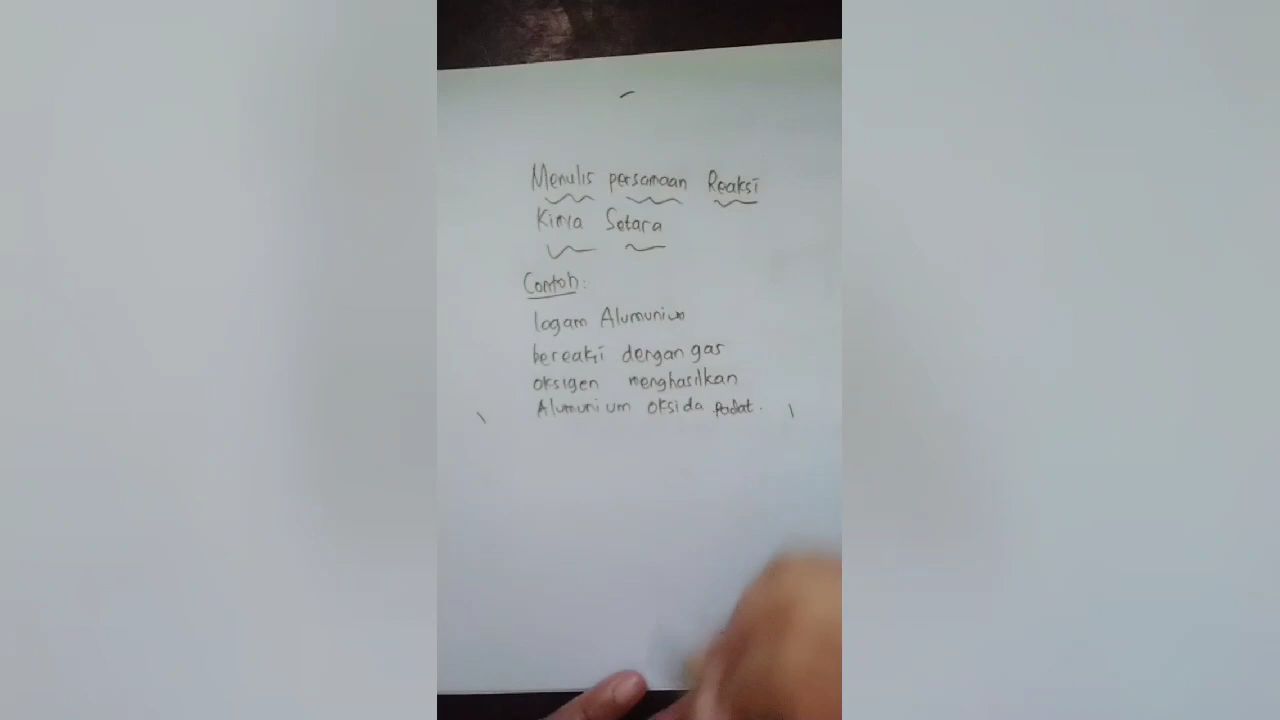 Menulis persamaan Reaksi
Kimia Setara
Contoh:
logam Alumunium
bereaksi dengan gas
oksigen menghasilkan
Alumunium oksida padat.